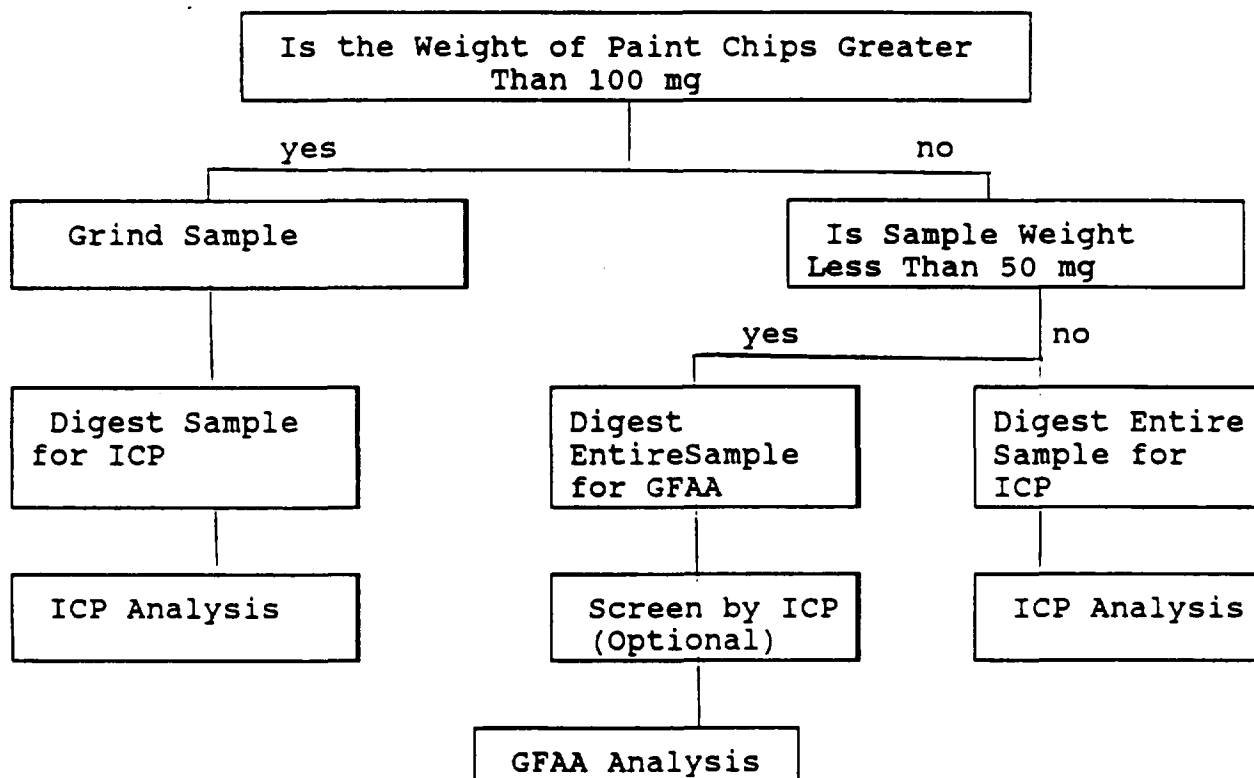 Is the Weight of Paint Chips Greater
Than 100 mg
yes
no
Grind Sample
Is Sample Weight
Less Than 50 mg
yes
no
Digest Sample
for ICP
Digest
EntireSample
for GFAA
Digest Entire
Sample for
ICP
ICP Analysis
Screen by ICP
(Optional)
ICP Analysis
GFAA Analysis